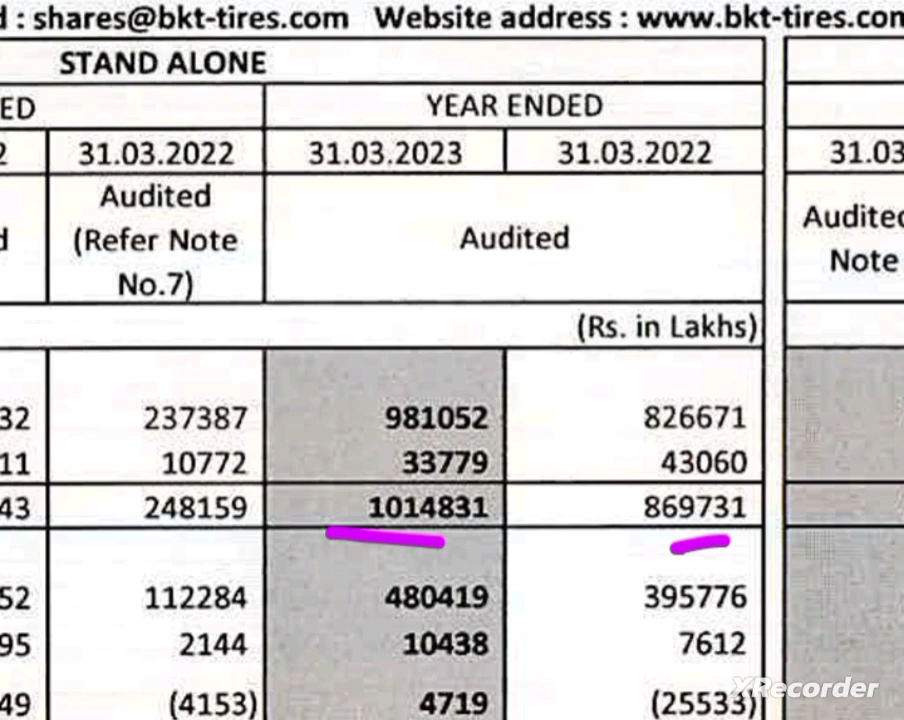 : shares@bkt-tires.com Website address : www.bkt-tires.con
STAND ALONE
ED YEAR ENDED
2 31.03.2022 31.03.2023 31.03.2022 31.03
Audited
(Refer Note
No.7)
Audited
Audited
Note
(Rs. in Lakhs)
32 237387 981052 826671
11 10772 33779 43060
43 248159 1014831 869731
52 112284 480419 395776
95 2144 10438 7612
49 (4153) 4719 (25533)
XRecorder